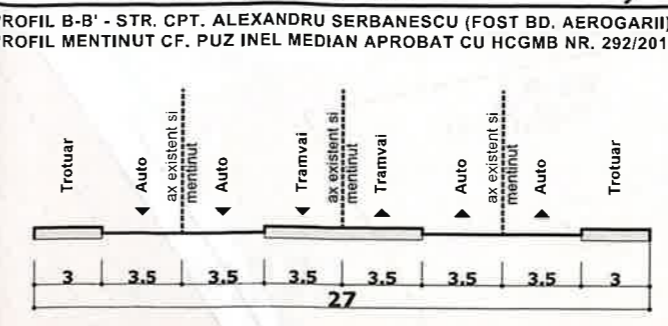 ROFIL B-B' - STR. CPT. ALEXANDRU SERBANESCU (FOST BD. AEROGARII)
ROFIL MENTINUT CF. PUZ INEL MEDIAN APROBAT CU HCGMB NR. 292/201
Trotuar
Auto
ax existent si
mentinut
Auto
Tramvai
ax existent si
mentinut
Tramvai
Auto
ax existent si
mentinut
Auto
Trotuar
3 3.5 3.5 3.5 3.5 3.5 3.5 3
27